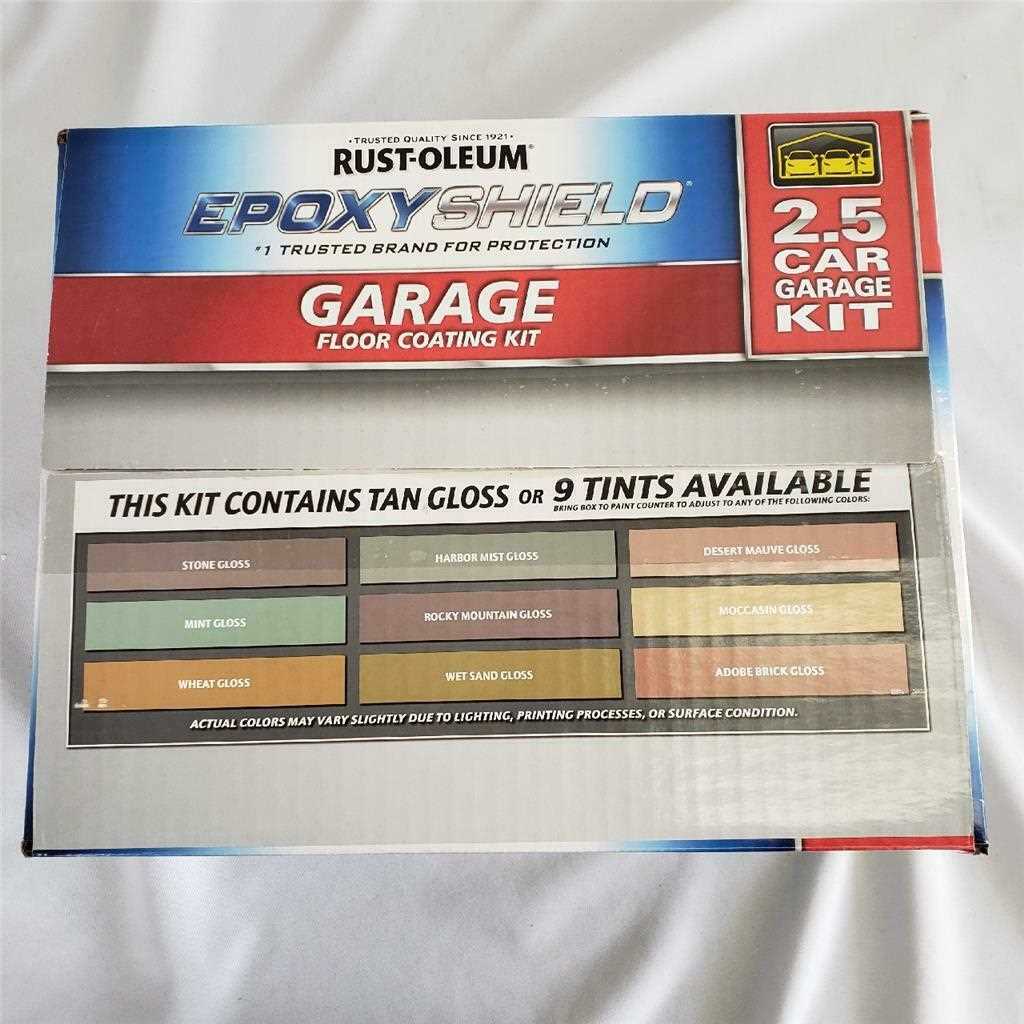 • TRUSTED QUALITY SINCE 1921 •
RUST-OLEUM®
EPOXYSHIELD®
#1 TRUSTED BRAND FOR PROTECTION
GARAGE
FLOOR COATING KIT
2.5
CAR
GARAGE
KIT
THIS KIT CONTAINS TAN GLOSS OR 9 TINTS AVAILABLE
BRING BOX TO PAINT COUNTER TO ADJUST TO ANY OF THE FOLLOWING COLORS:
STONE GLOSS
HARBOR MIST GLOSS
DESERT MAUVE GLOSS
MINT GLOSS
ROCKY MOUNTAIN GLOSS
MOCCASIN GLOSS
WHEAT GLOSS
WET SAND GLOSS
ADOBE BRICK GLOSS
ACTUAL COLORS MAY VARY SLIGHTLY DUE TO LIGHTING, PRINTING PROCESSES, OR SURFACE CONDITION.